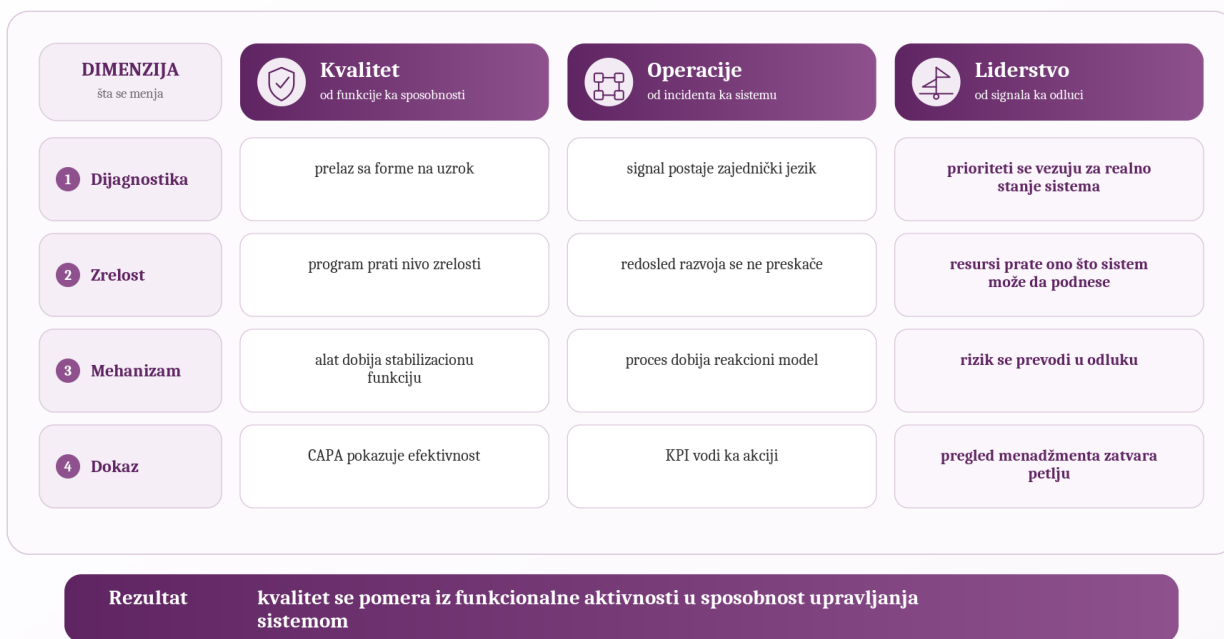 DIMENZIJA
šta se menja
Kvalitet
od funkcije ka sposobnosti
Operacije
od incidenta ka sistemu
Liderstvo
od signala ka odluci
1 Dijagnostika
prelaz sa forme na uzrok
signal postaje zajednički jezik
prioriteti se vezuju za realno
stanje sistema
2 Zrelost
program prati nivo zrelosti
redosled razvoja se ne preskače
resursi prate ono što sistem
može da podnese
3 Mehanizam
alat dobija stabilizacionu
funkciju
proces dobija reakcioni model
rizik se prevodi u odluku
4 Dokaz
CAPA pokazuje efektivnost
KPI vodi ka akciji
pregled menadžmenta zatvara
petlju
Rezultat
kvalitet se pomera iz funkcionalne aktivnosti u sposobnost upravljanja
sistemom